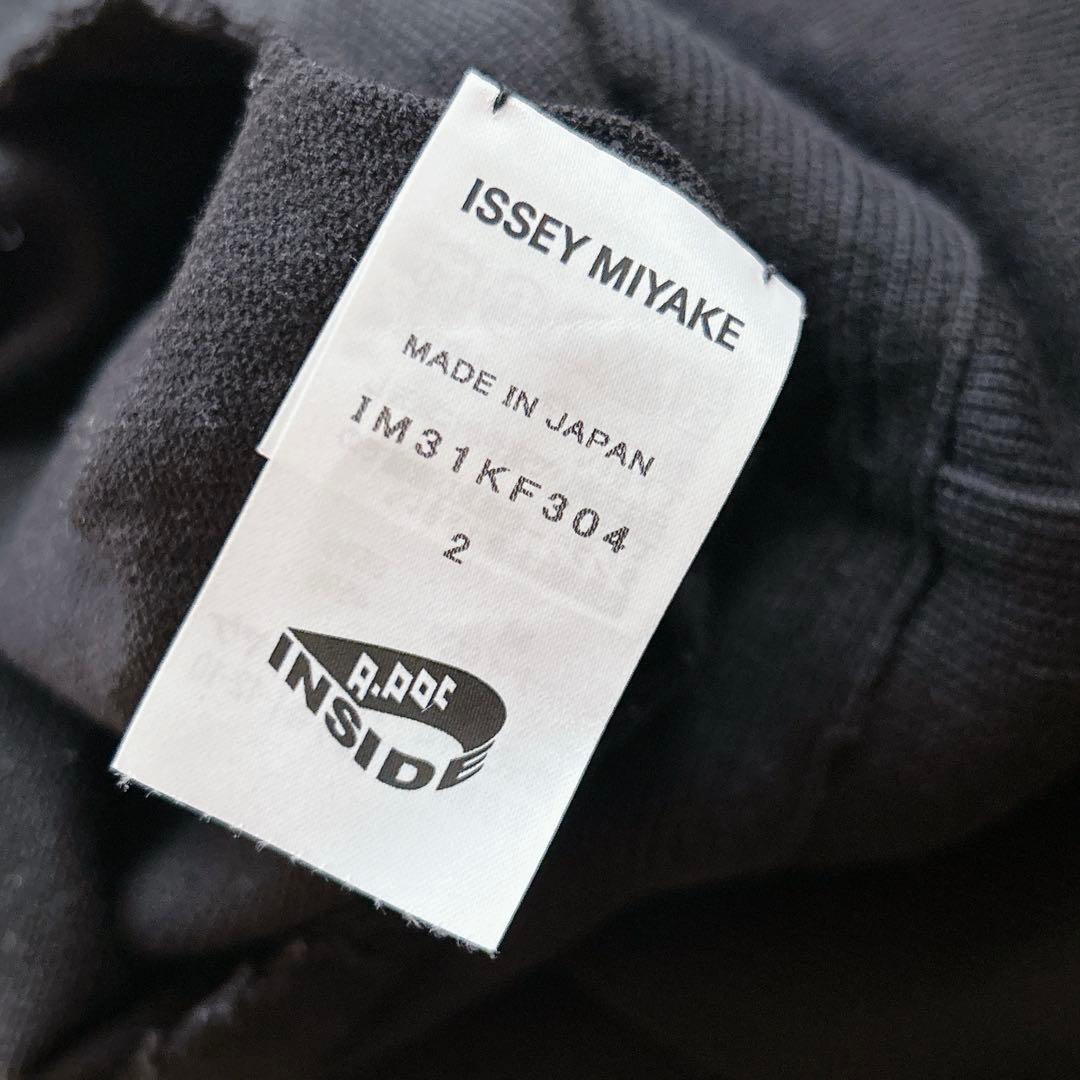 ISSEY MIYAKE
MADE IN JAPAN
IM31KF304
2
A.POC
INSIDE